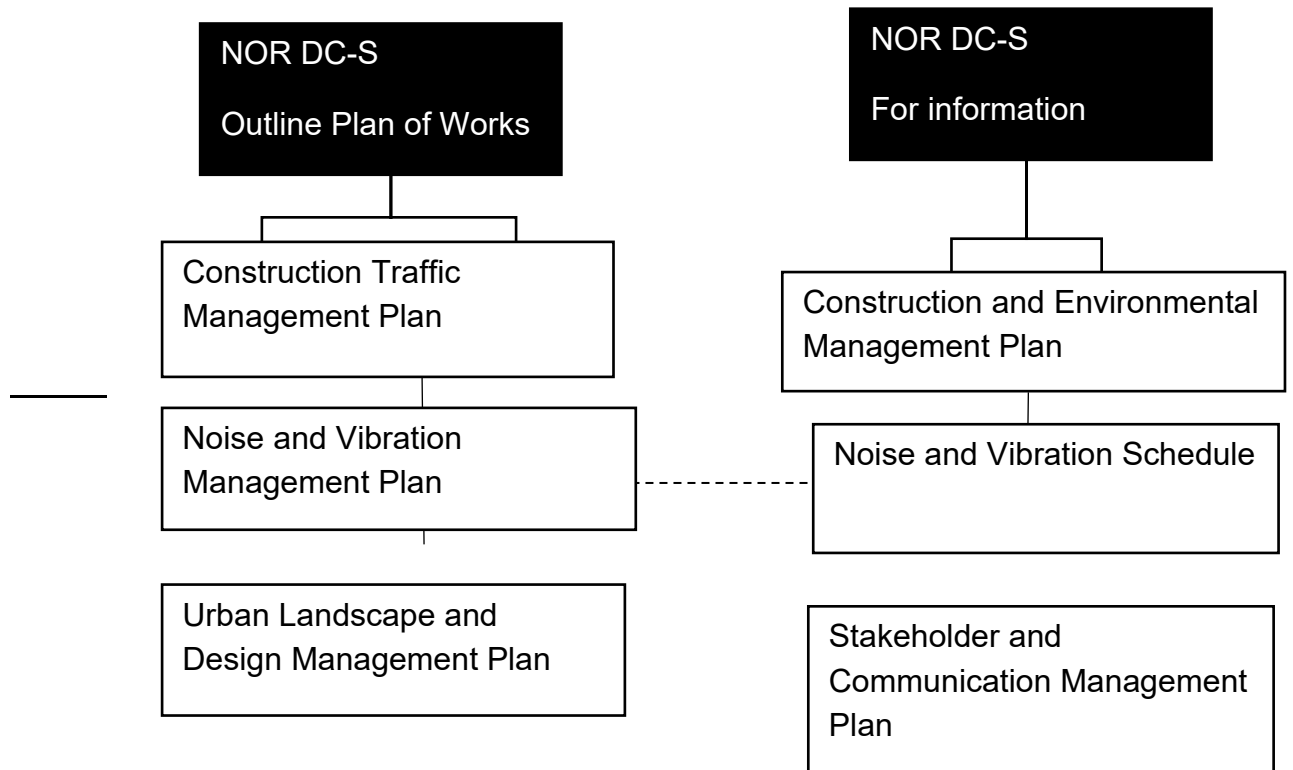 NOR DC-S
Outline Plan of Works
Construction Traffic
Management Plan
Noise and Vibration
Management Plan
Urban Landscape and
Design Management Plan
NOR DC-S
For information
Construction and Environmental
Management Plan
Noise and Vibration Schedule
Stakeholder and
Communication Management
Plan